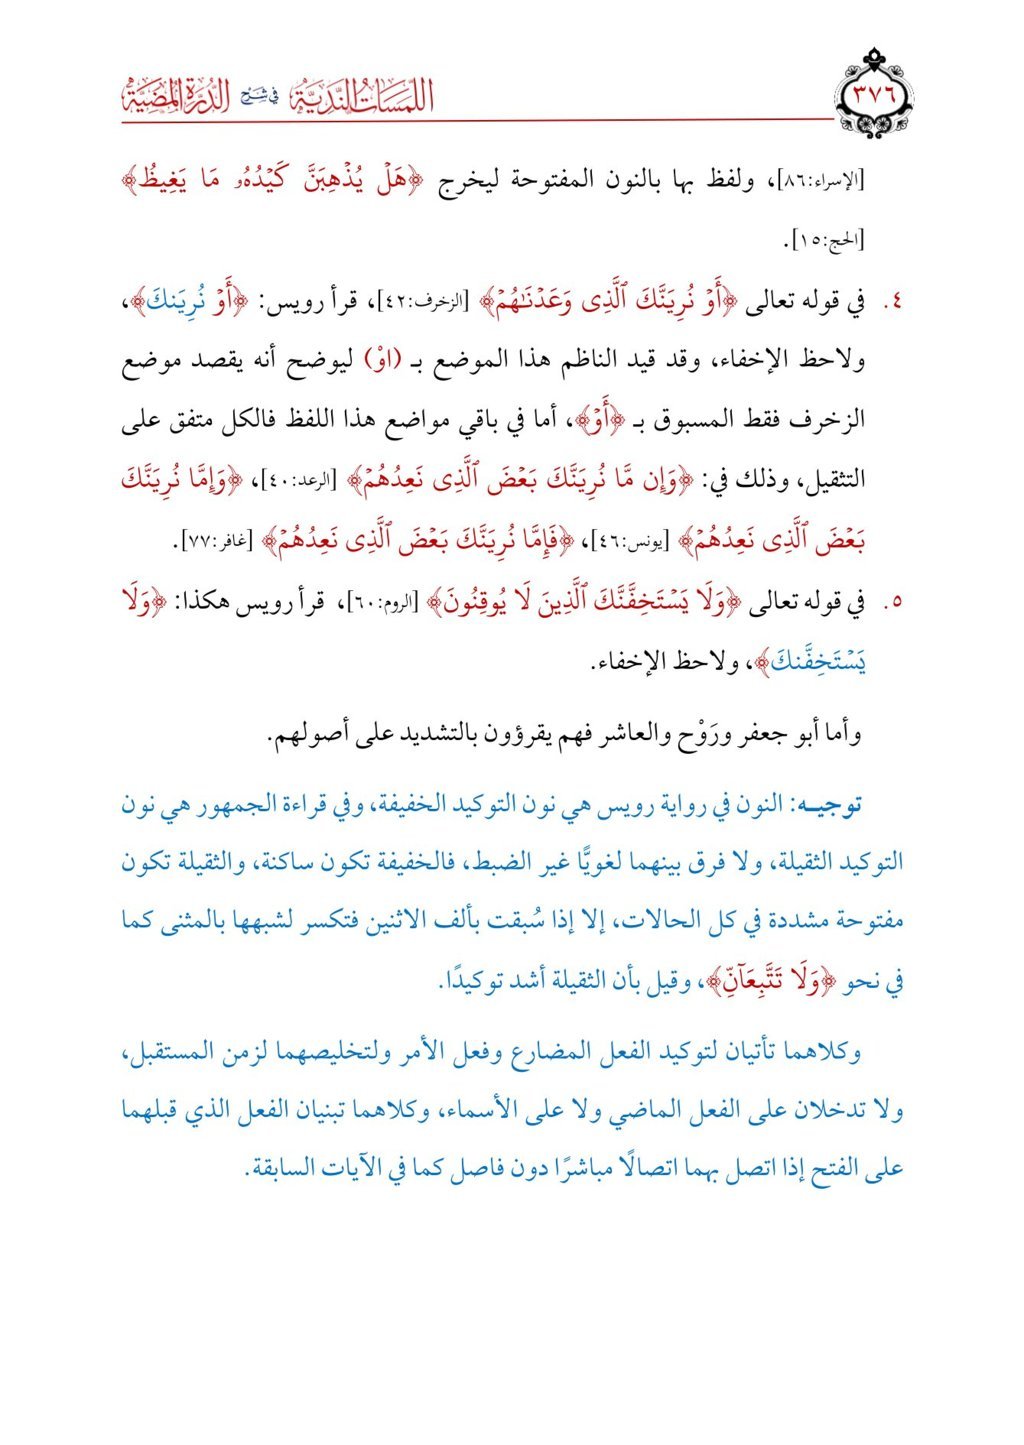 ٣٧٦
اللمسات الندية في شرح الدرة المضية
[الإسراء:٨٦]، ولفظ بها بالنون المفتوحة ليخرج ﴿هَلۡ يُذۡهِبَنَّ كَيۡدُهُۥ مَا يَغِيظُ﴾
[الحج:١٥].
٤. في قوله تعالى ﴿أَوۡ نُرِيَنَّكَ ٱلَّذِى وَعَدۡنَٰهُمۡ﴾ [الزخرف:٤٢]، قرأ رويس: ﴿أَوۡ نُرِيَنكَ﴾،
ولاحظ الإخفاء، وقد قيد الناظم هذا الموضع بـ (اوْ) ليوضح أنه يقصد موضع
الزخرف فقط المسبوق بـ ﴿أَوۡ﴾، أما في باقي مواضع هذا اللفظ فالكل متفق على
التثقيل، وذلك في: ﴿وَإِن مَّا نُرِيَنَّكَ بَعۡضَ ٱلَّذِى نَعِدُهُمۡ﴾ [الرعد:٤٠]، ﴿وَإِمَّا نُرِيَنَّكَ
بَعۡضَ ٱلَّذِى نَعِدُهُمۡ﴾ [يونس:٤٦]، ﴿فَإِمَّا نُرِيَنَّكَ بَعۡضَ ٱلَّذِى نَعِدُهُمۡ﴾ [غافر:٧٧].
٥. في قوله تعالى ﴿وَلَا يَسۡتَخِفَّنَّكَ ٱلَّذِينَ لَا يُوقِنُونَ﴾ [الروم:٦٠]، قرأ رويس هكذا: ﴿وَلَا
يَسۡتَخِفَّنكَ﴾، ولاحظ الإخفاء.
وأما أبو جعفر ورَوْح والعاشر فهم يقرؤون بالتشديد على أصولهم.
توجيـه: النون في رواية رويس هي نون التوكيد الخفيفة، وفي قراءة الجمهور هي نون
التوكيد الثقيلة، ولا فرق بينهما لغويًّا غير الضبط، فالخفيفة تكون ساكنة، والثقيلة تكون
مفتوحة مشددة في كل الحالات، إلا إذا سُبقت بألف الاثنين فتكسر لشبهها بالمثنى كما
في نحو ﴿وَلَا تَتَّبِعَآنِّ﴾، وقيل بأن الثقيلة أشد توكيدًا.
وكلاهما تأتيان لتوكيد الفعل المضارع وفعل الأمر ولتخليصهما لزمن المستقبل،
ولا تدخلان على الفعل الماضي ولا على الأسماء، وكلاهما تبنيان الفعل الذي قبلهما
على الفتح إذا اتصل بهما اتصالًا مباشرًا دون فاصل كما في الآيات السابقة.